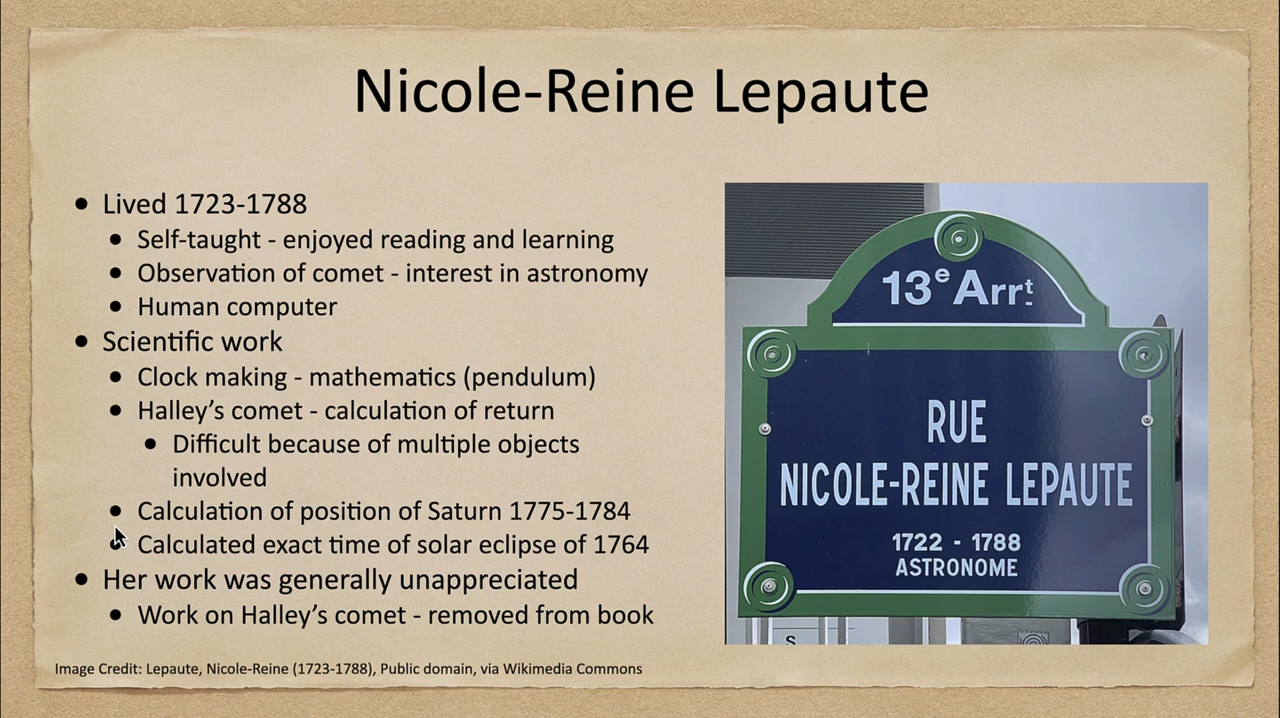 Nicole-Reine Lepaute
• Lived 1723-1788
• Self-taught - enjoyed reading and learning
• Observation of comet - interest in astronomy
• Human computer
• Scientific work
• Clock making - mathematics (pendulum)
• Halley’s comet - calculation of return
• Difficult because of multiple objects
involved
• Calculation of position of Saturn 1775-1784
• Calculated exact time of solar eclipse of 1764
• Her work was generally unappreciated
• Work on Halley’s comet - removed from book
Image Credit: Lepaute, Nicole-Reine (1723-1788), Public domain, via Wikimedia Commons
13e Arrt
RUE
NICOLE-REINE LEPAUTE
1722 - 1788
ASTRONOME
S